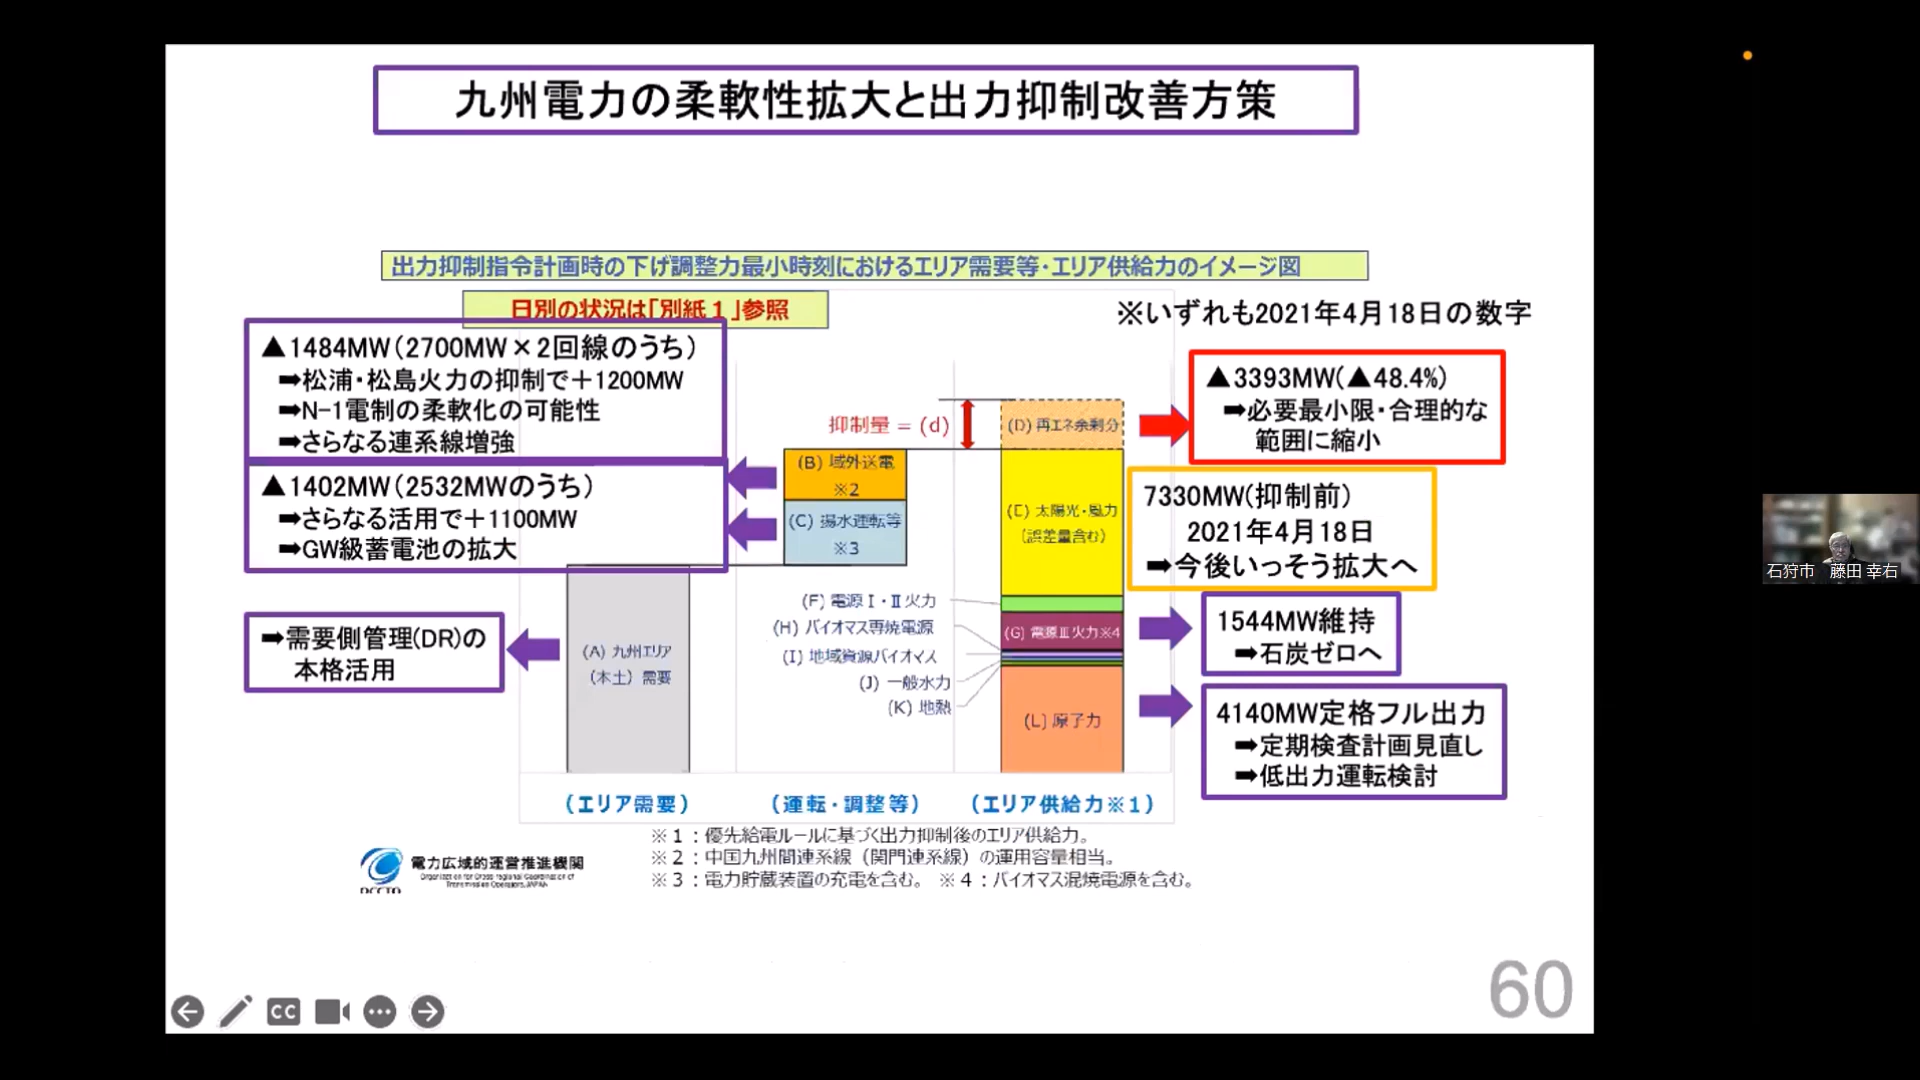 九州電力の柔軟性拡大と出力抑制改善方策
出力抑制指令計画時の下げ調整力最小時刻におけるエリア需要等・エリア供給力のイメージ図
日別の状況は「別紙１」参照
※いずれも2021年4月18日の数字
▲1484MW（2700MW×2回線のうち）
➡松浦・松島火力の抑制で＋1200MW
➡N-1電制の柔軟化の可能性
➡さらなる連系線増強
▲1402MW（2532MWのうち）
➡さらなる活用で＋1100MW
➡GW級蓄電池の拡大
➡需要側管理(DR)の
本格活用
抑制量 = (d)
(B) 域外送電
※2
(C) 揚水運転等
※3
(A) 九州エリア
（本土）需要
(D) 再エネ余剰分
(E) 太陽光・風力
（誤差量含む）
(F) 電源Ⅰ・Ⅱ火力
(G) 電源Ⅲ火力※4
(H) バイオマス専焼電源
(I) 地域資源バイオマス
(J) 一般水力
(K) 地熱
(L) 原子力
▲3393MW(▲48.4%)
➡必要最小限・合理的な
範囲に縮小
7330MW(抑制前)
2021年4月18日
➡今後いっそう拡大へ
1544MW維持
➡石炭ゼロへ
4140MW定格フル出力
➡定期検査計画見直し
➡低出力運転検討
（エリア需要）
（運転・調整等）
（エリア供給力※1）
※１：優先給電ルールに基づく出力抑制後のエリア供給力。
※２：中国九州間連系線（関門連系線）の運用容量相当。
※３：電力貯蔵装置の充電を含む。 ※４：バイオマス混焼電源を含む。
電力広域的運営推進機関
Organization for Cross-regional Coordination of
Transmission Operators, JAPAN
OCCTO
60
CC
石狩市 藤田 幸右